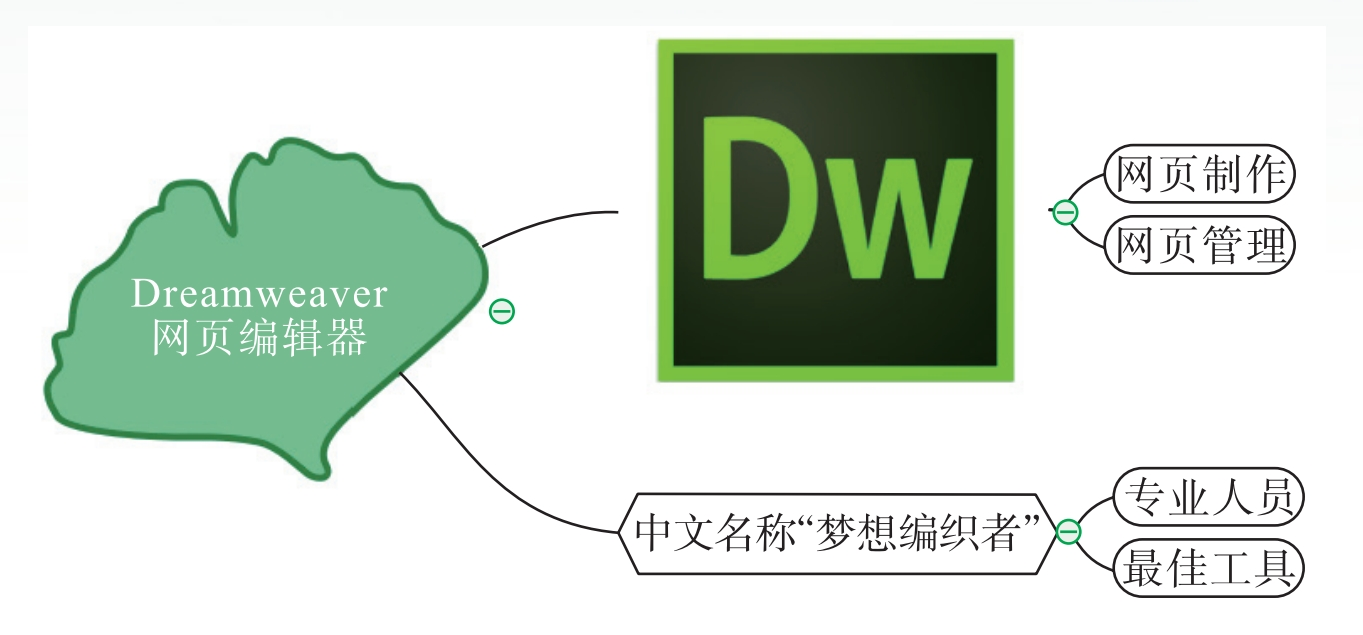 Dreamweaver
网页编辑器
Dw
网页制作
网页管理
中文名称“梦想编织者”
专业人员
最佳工具